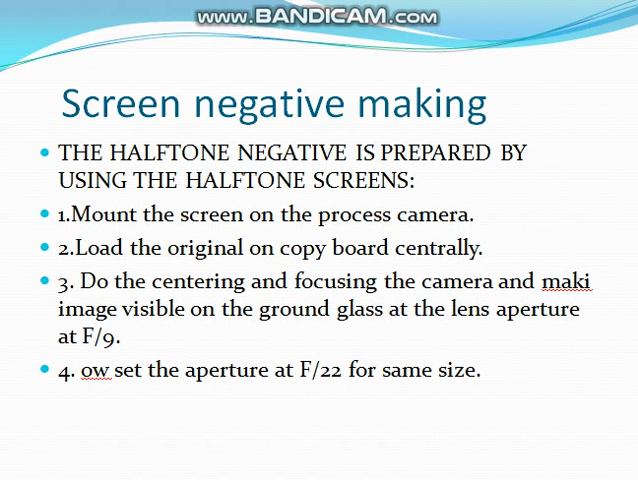 www.BANDICAM.com
Screen negative making
• THE HALFTONE NEGATIVE IS PREPARED BY
USING THE HALFTONE SCREENS:
• 1.Mount the screen on the process camera.
• 2.Load the original on copy board centrally.
• 3. Do the centering and focusing the camera and maki
image visible on the ground glass at the lens aperture
at F/9.
• 4. ow set the aperture at F/22 for same size.